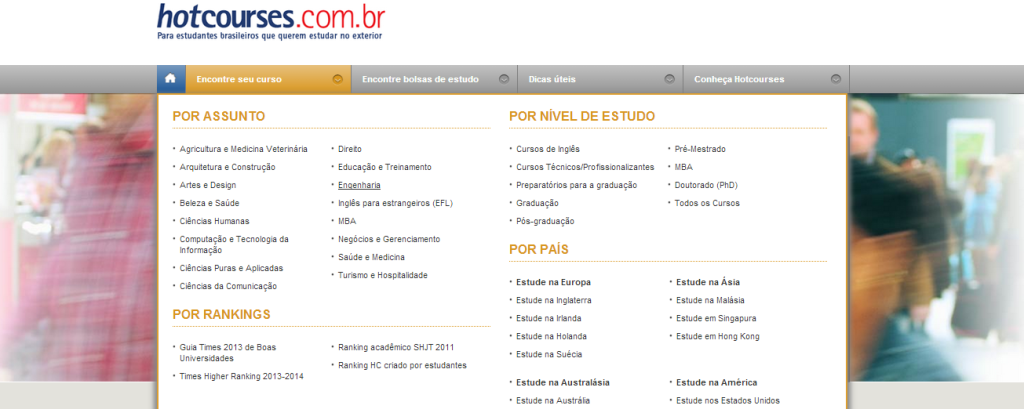 hotcourses.com.br
Para estudantes brasileiros que querem estudar no exterior
Encontre seu curso
Encontre bolsas de estudo
Dicas úteis
Conheça Hotcourses
POR ASSUNTO
Agricultura e Medicina Veterinária
Arquitetura e Construção
Artes e Design
Beleza e Saúde
Ciências Humanas
Computação e Tecnologia da
Informação
Ciências Puras e Aplicadas
Ciências da Comunicação
Direito
Educação e Treinamento
Engenharia
Inglês para estrangeiros (EFL)
MBA
Negócios e Gerenciamento
Saúde e Medicina
Turismo e Hospitalidade
POR RANKINGS
Guia Times 2013 de Boas
Universidades
Times Higher Ranking 2013-2014
Ranking acadêmico SHJT 2011
Ranking HC criado por estudantes
POR NÍVEL DE ESTUDO
Cursos de Inglês
Cursos Técnicos/Profissionalizantes
Preparatórios para a graduação
Graduação
Pós-graduação
Pré-Mestrado
MBA
Doutorado (PhD)
Todos os Cursos
POR PAÍS
Estude na Europa
Estude na Inglaterra
Estude na Irlanda
Estude na Holanda
Estude na Suécia
Estude na Ásia
Estude na Malásia
Estude em Singapura
Estude em Hong Kong
Estude na Australásia
Estude na Austrália
Estude na América
Estude nos Estados Unidos